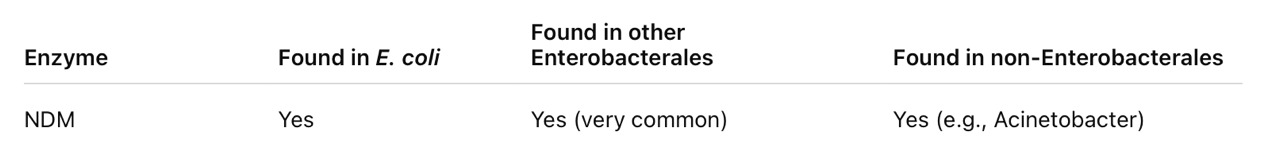 Enzyme
Found in E. coli
Found in other
Enterobacterales
Found in non-Enterobacterales
NDM
Yes
Yes (very common)
Yes (e.g., Acinetobacter)